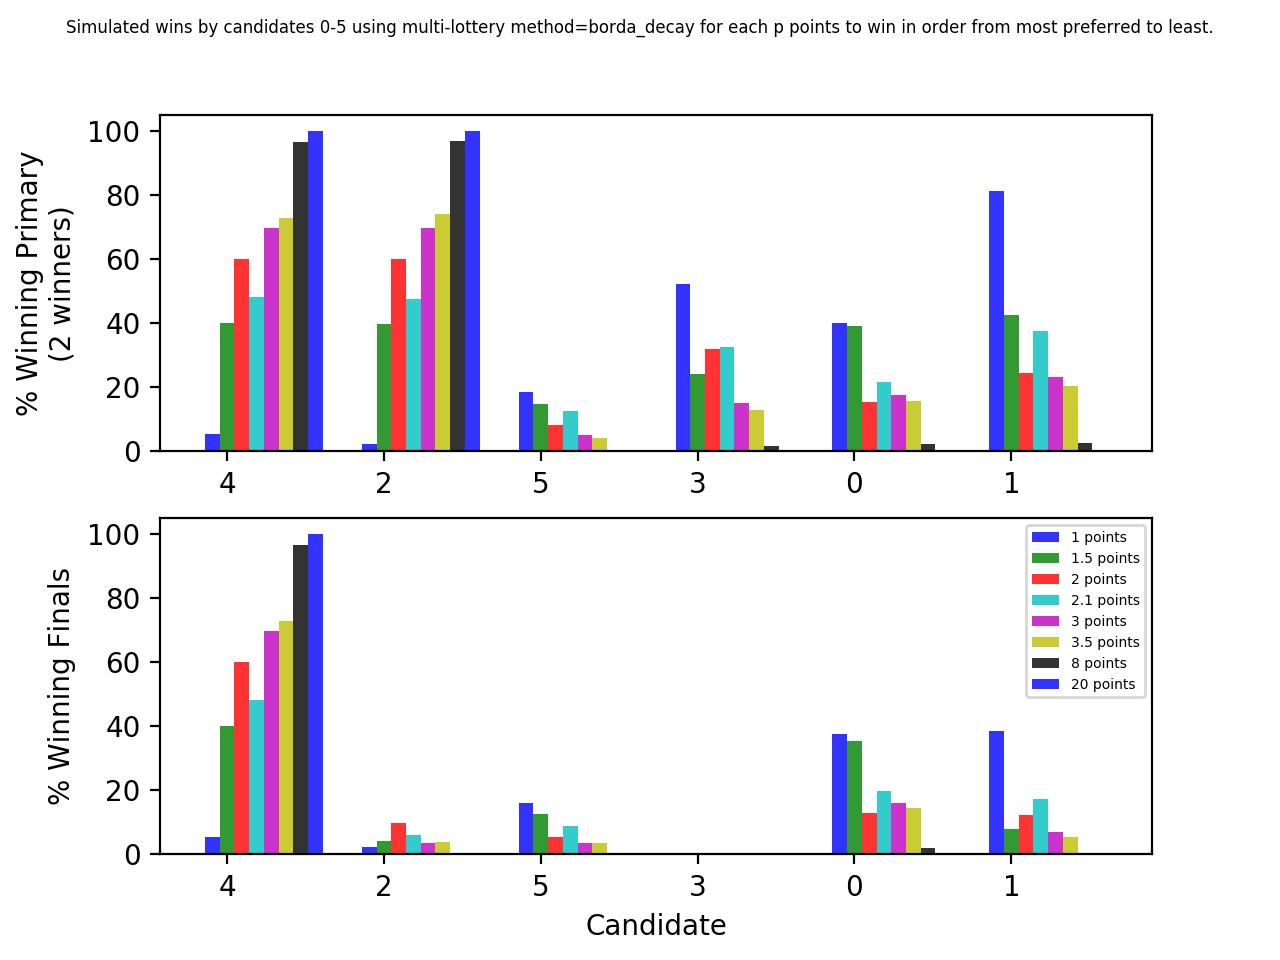 Simulated wins by candidates 0-5 using multi-lottery method=borda_decay for each p points to win in order from most preferred to least.
% Winning Primary
(2 winners)
100
80
60
40
20
0
4 2 5 3 0 1
% Winning Finals
100
80
60
40
20
0
1 points
1.5 points
2 points
2.1 points
3 points
3.5 points
8 points
20 points
4 2 5 3 0 1
Candidate